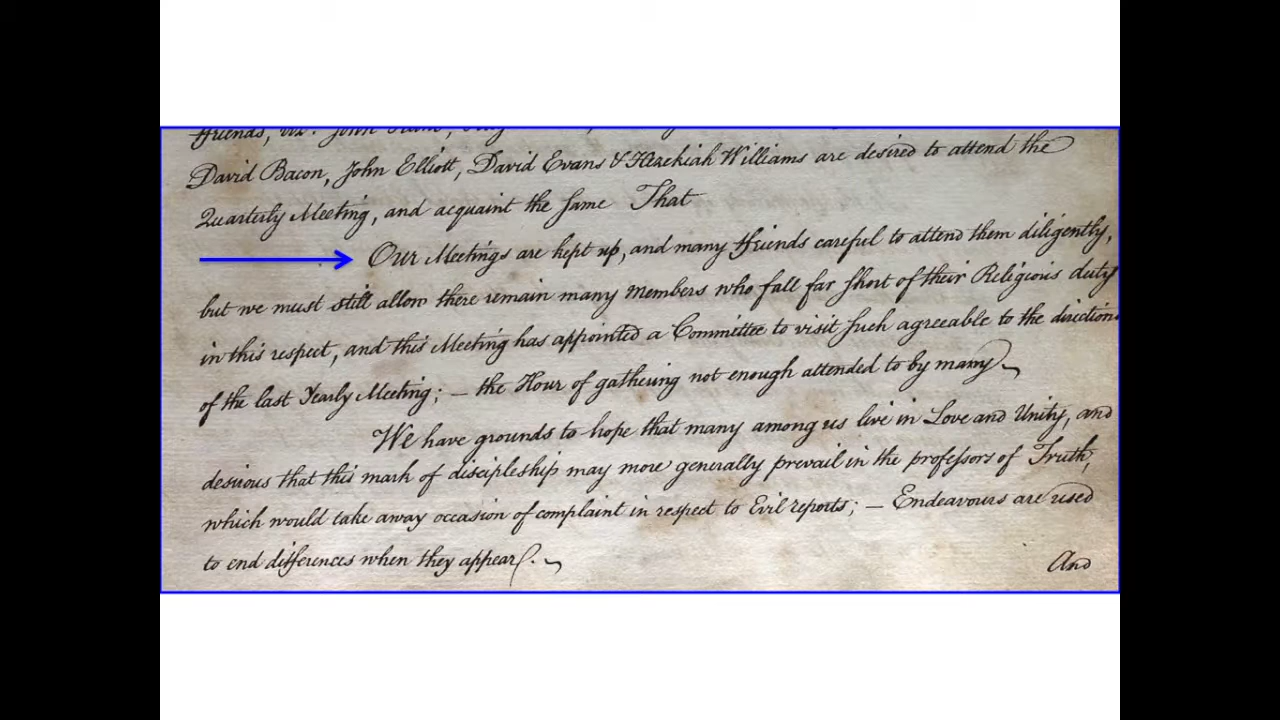 friends, viz. John
David Bacon, John Elliott, David Evans & Hezekiah Williams are desired to attend the
Quarterly Meeting, and acquaint the same That
Our Meetings are kept up, and many friends careful to attend them diligently,
but we must still allow there remain many Members who fall far short of their Religious duty
in this respect, and this Meeting has appointed a Committee to visit such agreeable to the direction
of the last Yearly Meeting; — the Hour of gathering not enough attended to by many
We have grounds to hope that many among us live in Love and Unity, and
desirous that this mark of discipleship may more generally prevail in the professors of Truth,
which would take away occasion of complaint in respect to Evil reports; — Endeavours are used
to end differences when they appear.
And